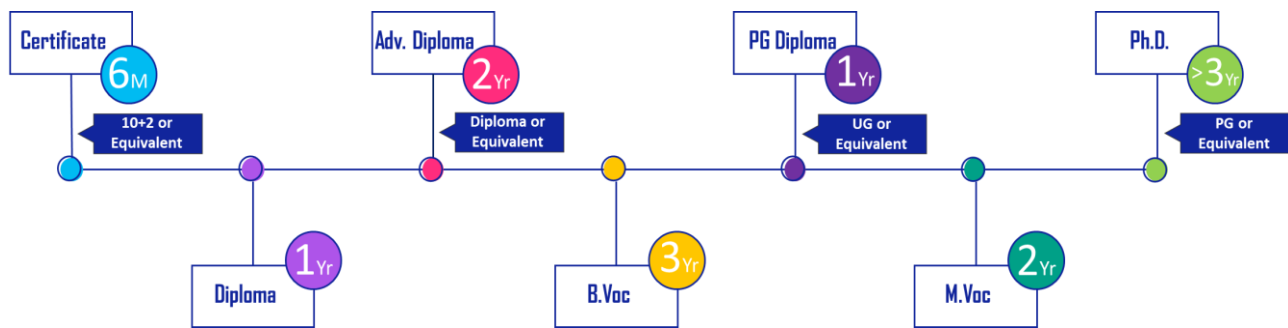 Certificate
6M
10+2 or
Equivalent
Diploma
1Yr
Adv. Diploma
2Yr
Diploma or
Equivalent
B.Voc
3Yr
PG Diploma
1Yr
UG or
Equivalent
M.Voc
2Yr
Ph.D.
>3Yr
PG or
Equivalent